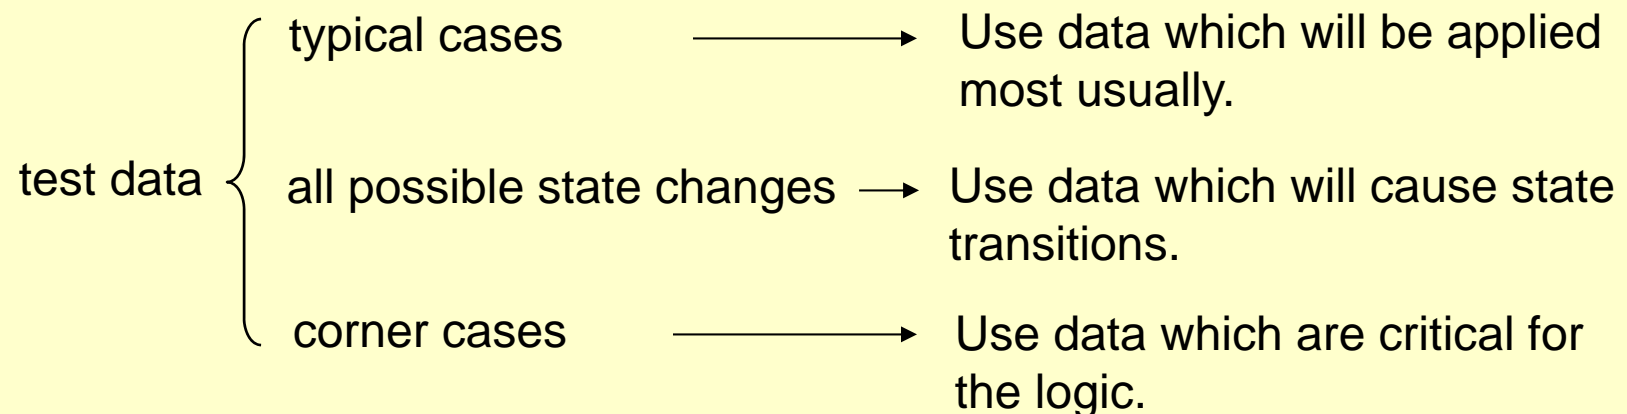 typical cases
Use data which will be applied
most usually.
test data
all possible state changes
Use data which will cause state
transitions.
corner cases
Use data which are critical for
the logic.